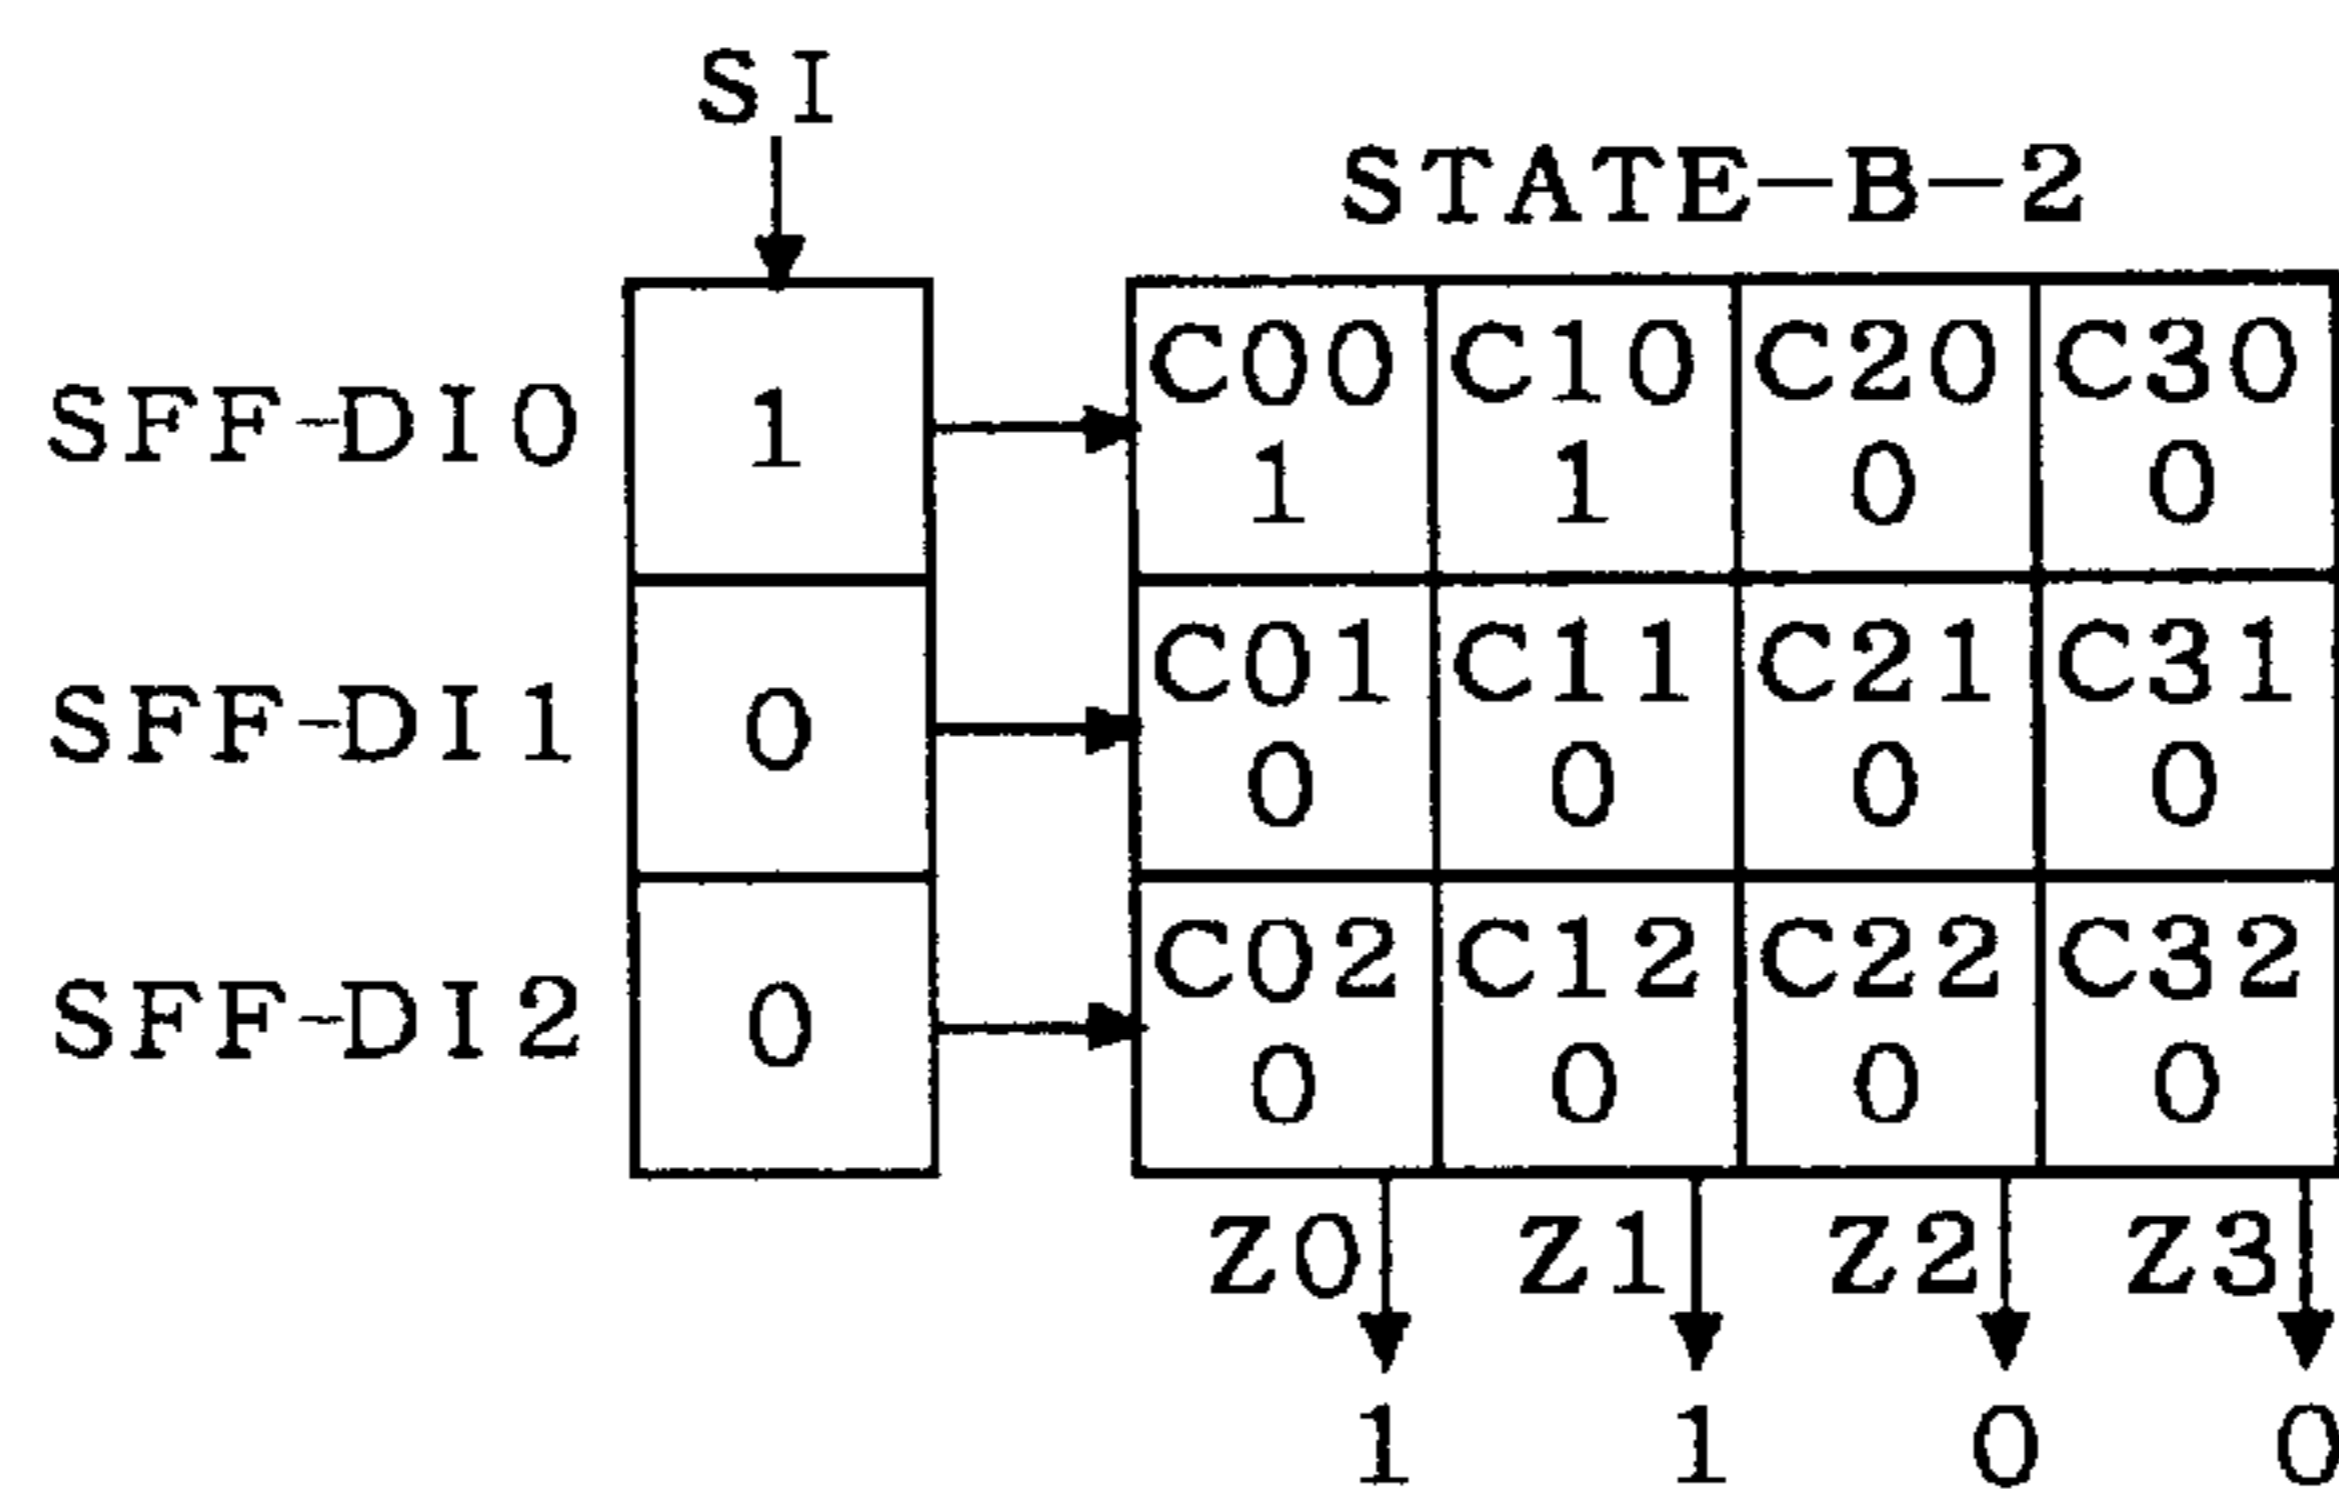 SI
STATE-B-2
C00 C10 C20 C30
SFF-DI0 1 1 1 0 0
C01 C11 C21 C31
SFF-DI1 0 0 0 0 0
C02 C12 C22 C32
SFF-DI2 0 0 0 0 0
Z0 Z1 Z2 Z3
1 1 0 0